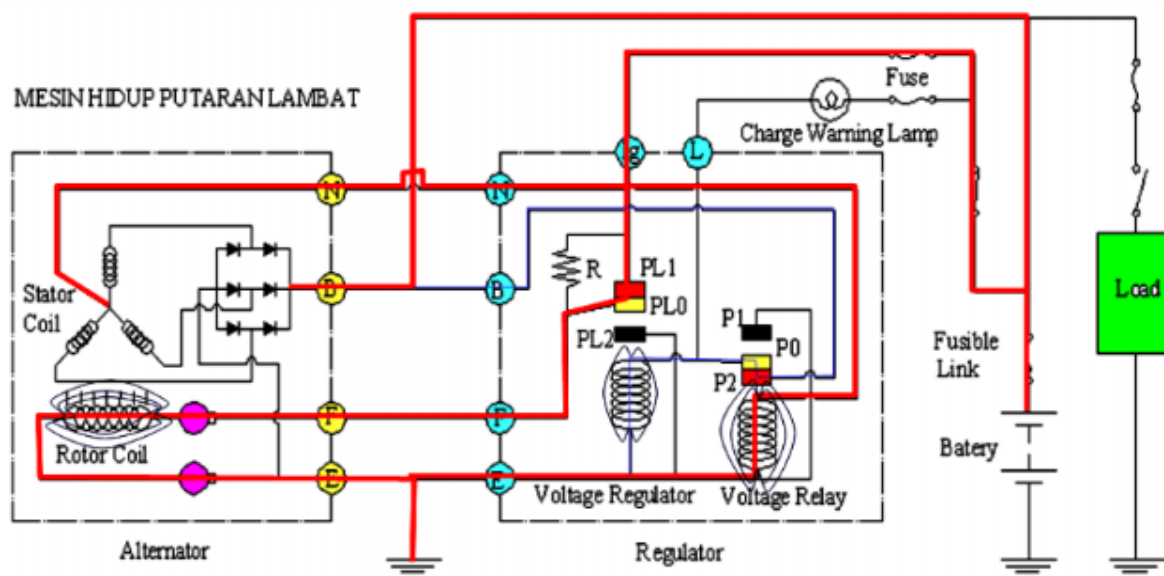 MESIN HIDUP PUTARAN LAMBAT
Fuse
Charge Warning Lamp
Ig
L
N
N
Stator
Coil
B
B
R
PL1
PL0
PL2
P1
P0
P2
Load
Fusible
Link
F
F
Rotor Coil
Batery
E
E
Voltage Regulator
Voltage Relay
Alternator
Regulator